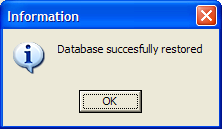 Information
Database succesfully restored
OK